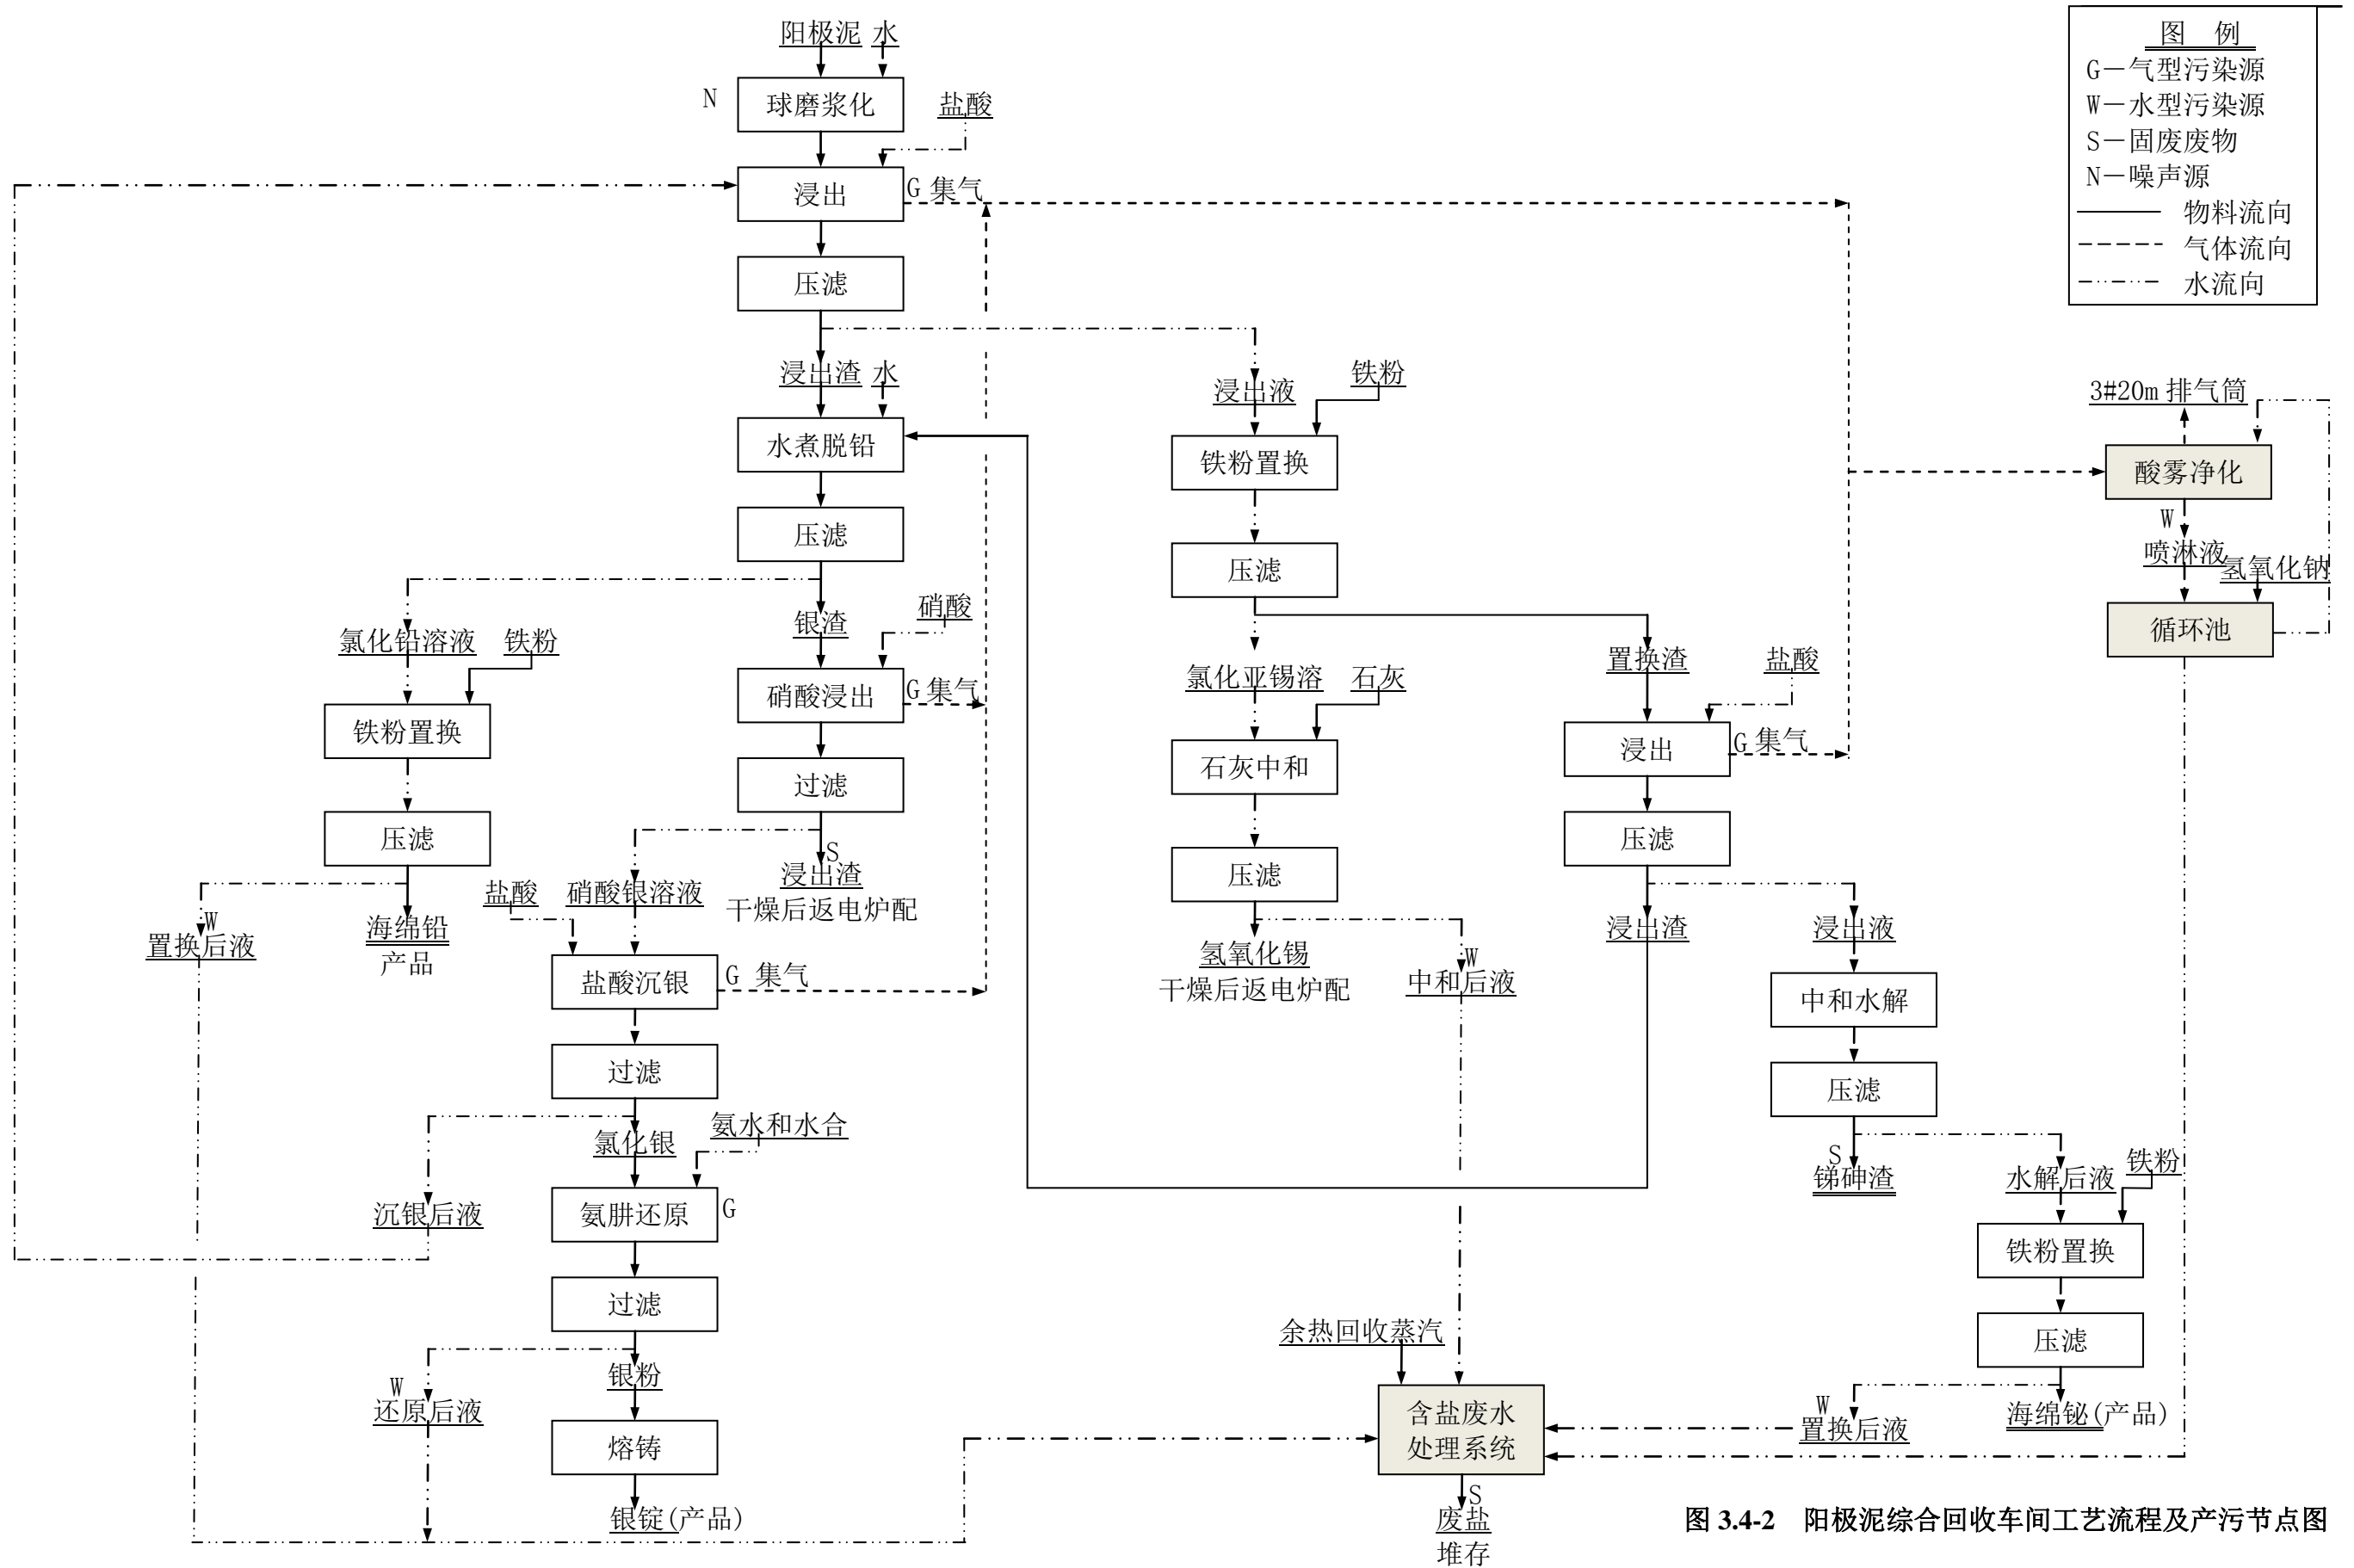 阳极泥 水
图 例
G－气型污染源
W－水型污染源
S－固废废物
N－噪声源
物料流向
气体流向
水流向
N 球磨浆化
盐酸
浸出
G 集气
压滤
浸出渣 水
浸出液
铁粉
3#20m 排气筒
水煮脱铅
铁粉置换
酸雾净化
压滤
W
喷淋液
氢氧化钠
压滤
循环池
氯化铅溶液
铁粉
银渣
硝酸
氯化亚锡溶
石灰
置换渣
盐酸
硝酸浸出
G 集气
铁粉置换
石灰中和
浸出
G 集气
过滤
压滤
压滤
压滤
S
浸出渣
干燥后返电炉配
盐酸
硝酸银溶液
W
置换后液
海绵铅
产品
氢氧化锡
干燥后返电炉配
W
中和后液
浸出渣
浸出液
盐酸沉银
G 集气
中和水解
过滤
压滤
氯化银
氨水和水合
沉银后液
S
锑砷渣
水解后液
铁粉
氨肼还原
G
铁粉置换
过滤
余热回收蒸汽
压滤
银粉
W
还原后液
含盐废水
处理系统
W
置换后液
海绵铋(产品)
熔铸
银锭(产品)
S
废盐
堆存
图 3.4-2 阳极泥综合回收车间工艺流程及产污节点图